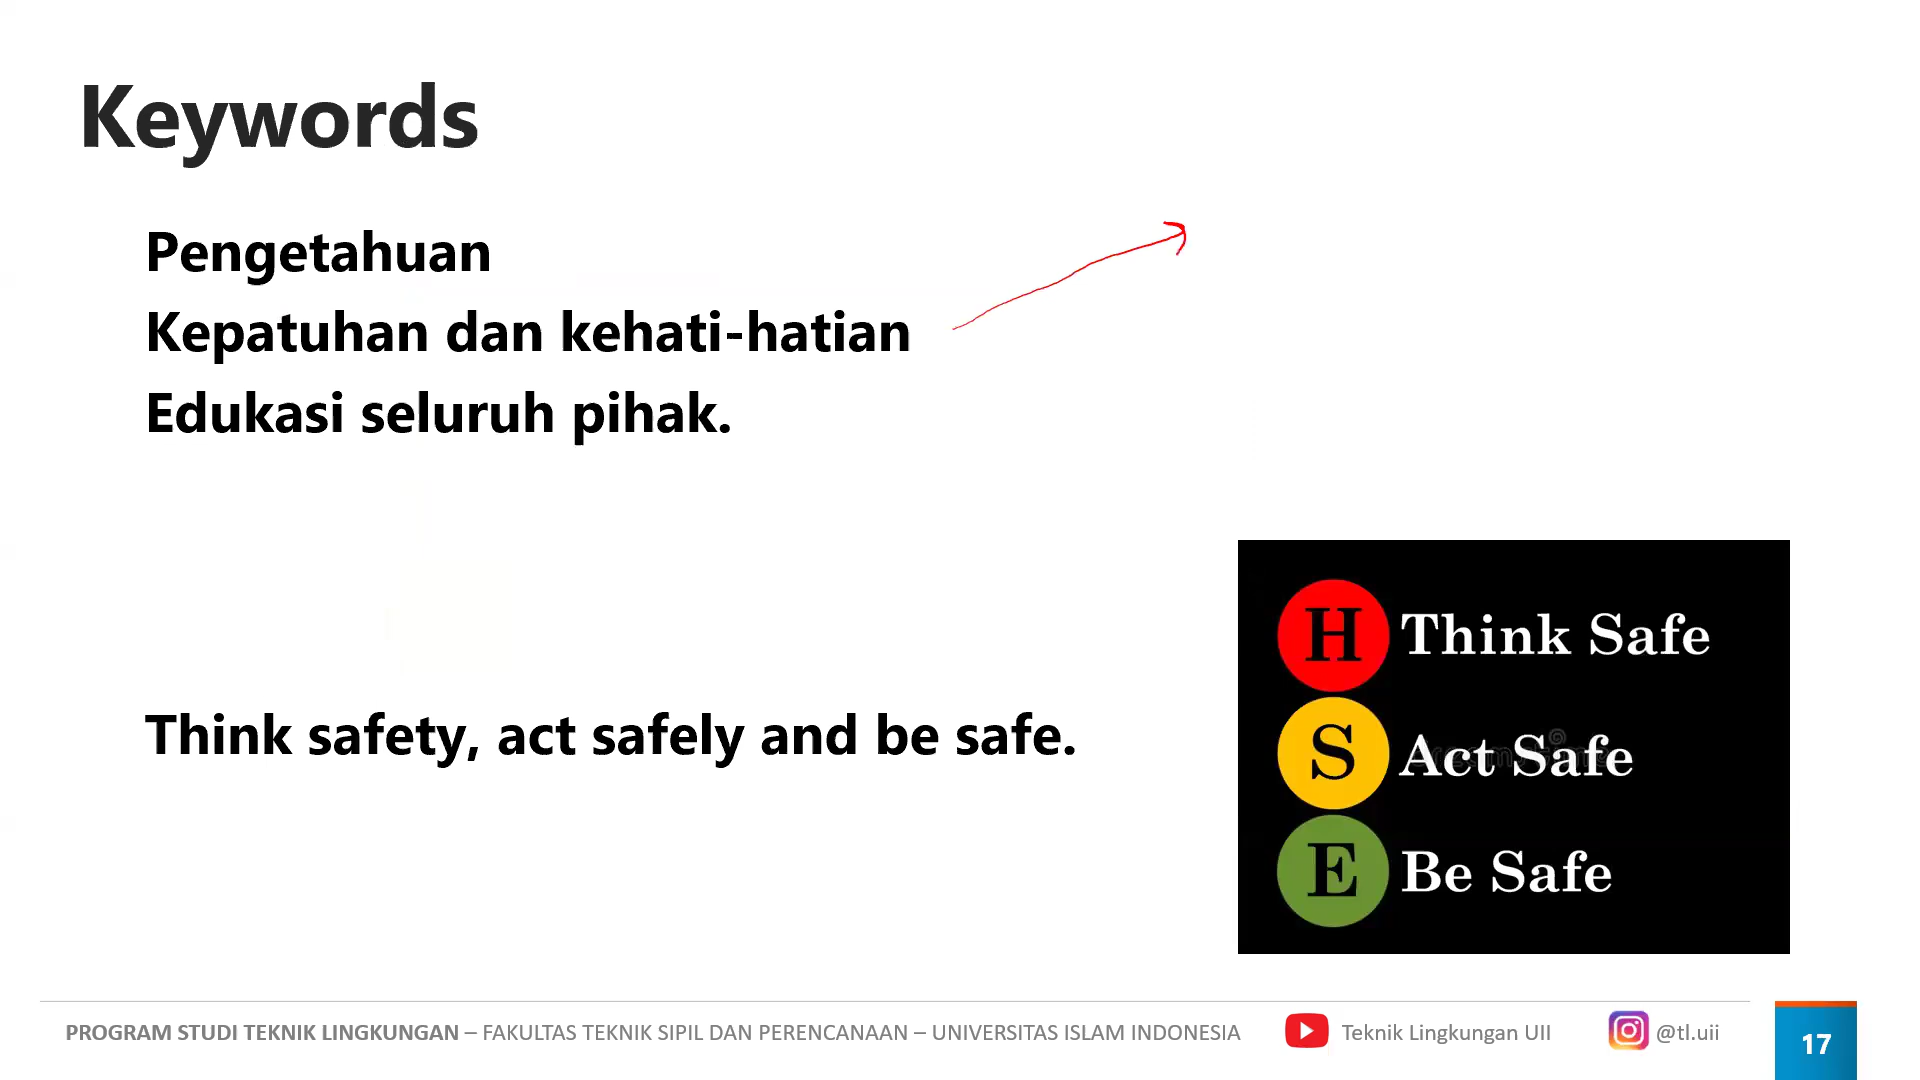 Keywords
Pengetahuan
Kepatuhan dan kehati-hatian
Edukasi seluruh pihak.
Think safety, act safely and be safe.
H Think Safe
S Act Safe
E Be Safe
PROGRAM STUDI TEKNIK LINGKUNGAN – FAKULTAS TEKNIK SIPIL DAN PERENCANAAN – UNIVERSITAS ISLAM INDONESIA Teknik Lingkungan UII @tl.uii 17